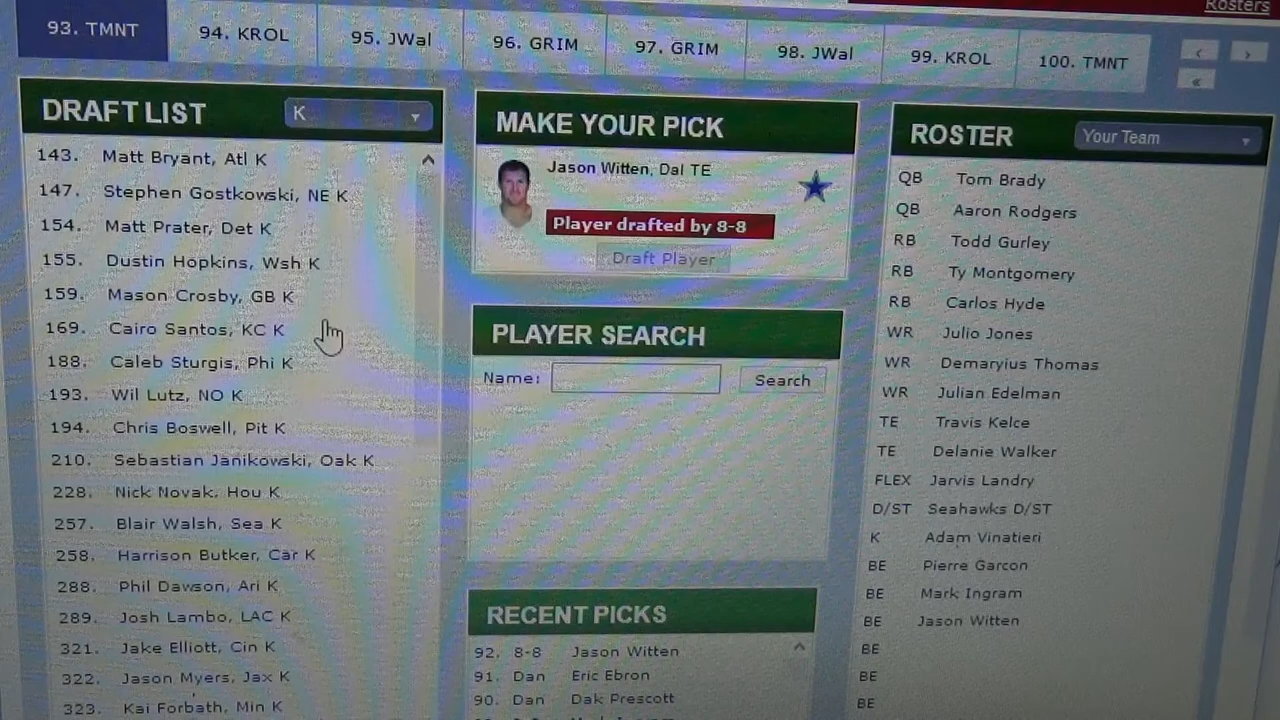 Rosters
93. TMNT
94. KROL
95. JWal
96. GRIM
97. GRIM
98. JWal
99. KROL
100. TMNT
DRAFT LIST
K
143. Matt Bryant, Atl K
147. Stephen Gostkowski, NE K
154. Matt Prater, Det K
155. Dustin Hopkins, Wsh K
159. Mason Crosby, GB K
169. Cairo Santos, KC K
188. Caleb Sturgis, Phi K
193. Wil Lutz, NO K
194. Chris Boswell, Pit K
210. Sebastian Janikowski, Oak K
228. Nick Novak, Hou K
257. Blair Walsh, Sea K
258. Harrison Butker, Car K
288. Phil Dawson, Ari K
289. Josh Lambo, LAC K
321. Jake Elliott, Cin K
322. Jason Myers, Jax K
323. Kai Forbath, Min K
MAKE YOUR PICK
Jason Witten, Dal TE
Player drafted by 8-8
Draft Player
PLAYER SEARCH
Name:
Search
RECENT PICKS
92. 8-8 Jason Witten
91. Dan Eric Ebron
90. Dan Dak Prescott
ROSTER
Your Team
QB Tom Brady
QB Aaron Rodgers
RB Todd Gurley
RB Ty Montgomery
RB Carlos Hyde
WR Julio Jones
WR Demaryius Thomas
WR Julian Edelman
TE Travis Kelce
TE Delanie Walker
FLEX Jarvis Landry
D/ST Seahawks D/ST
K Adam Vinatieri
BE Pierre Garcon
BE Mark Ingram
BE Jason Witten
BE
BE
BE